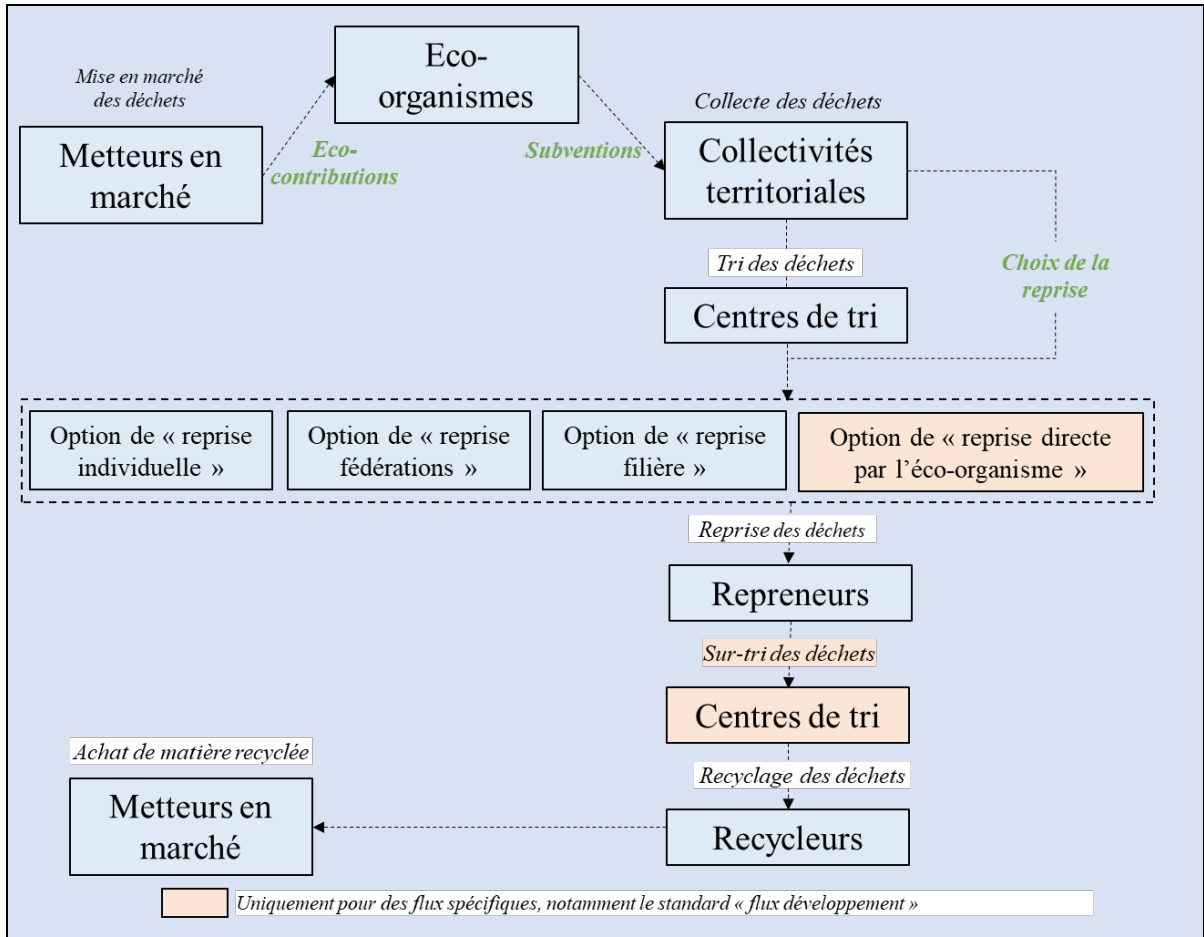 Mise en marché
des déchets
Metteurs en
marché
Eco-
organismes
Eco-
contributions
Subventions
Collecte des déchets
Collectivités
territoriales
Tri des déchets
Choix de la
reprise
Centres de tri
Option de « reprise
individuelle »
Option de « reprise
fédérations »
Option de « reprise
filière »
Option de « reprise directe
par l'éco-organisme »
Reprise des déchets
Repreneurs
Sur-tri des déchets
Centres de tri
Recyclage des déchets
Recycleurs
Achat de matière recyclée
Metteurs en
marché
Uniquement pour des flux spécifiques, notamment le standard « flux développement »